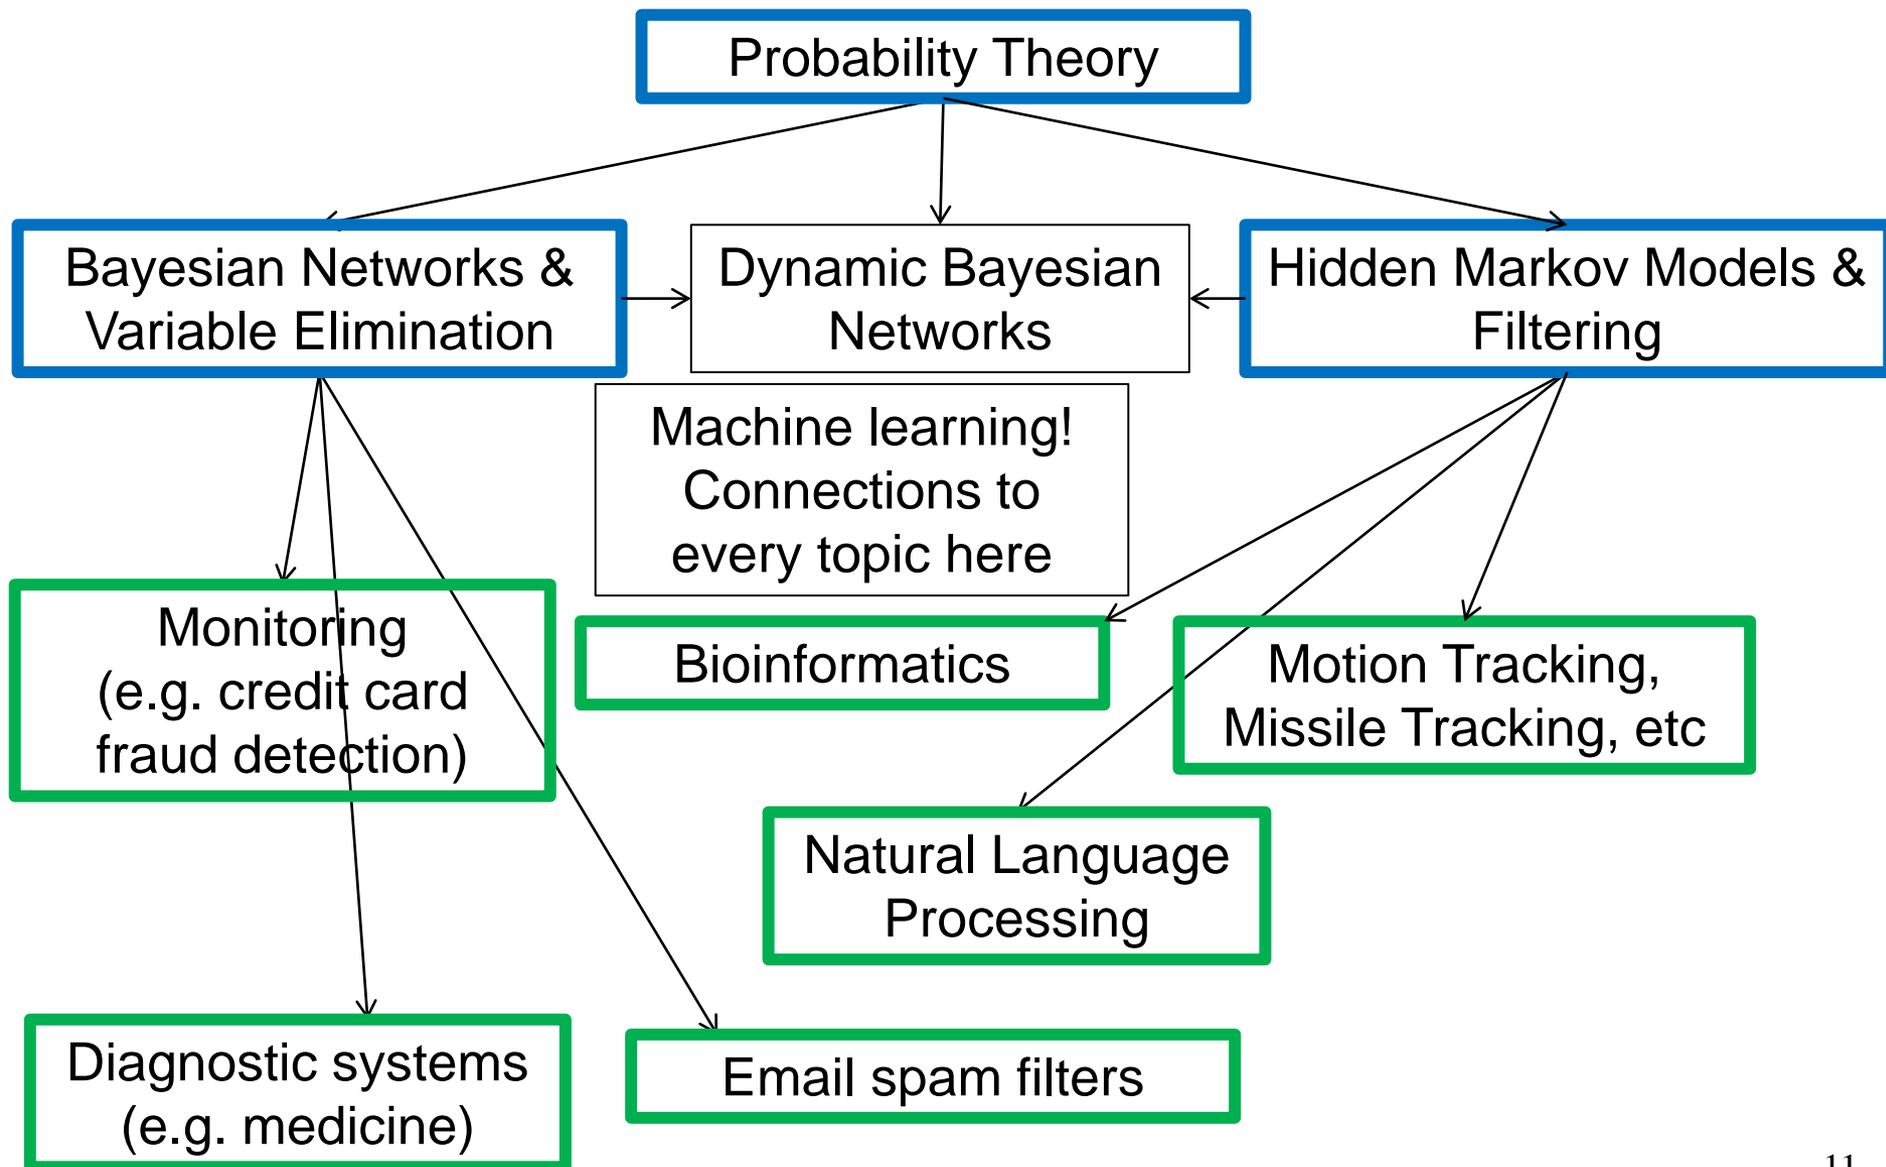 Probability Theory
Bayesian Networks &
Variable Elimination
Dynamic Bayesian
Networks
Hidden Markov Models &
Filtering
Machine learning!
Connections to
every topic here
Monitoring
(e.g. credit card
fraud detection)
Bioinformatics
Motion Tracking,
Missile Tracking, etc
Natural Language
Processing
Diagnostic systems
(e.g. medicine)
Email spam filters
11